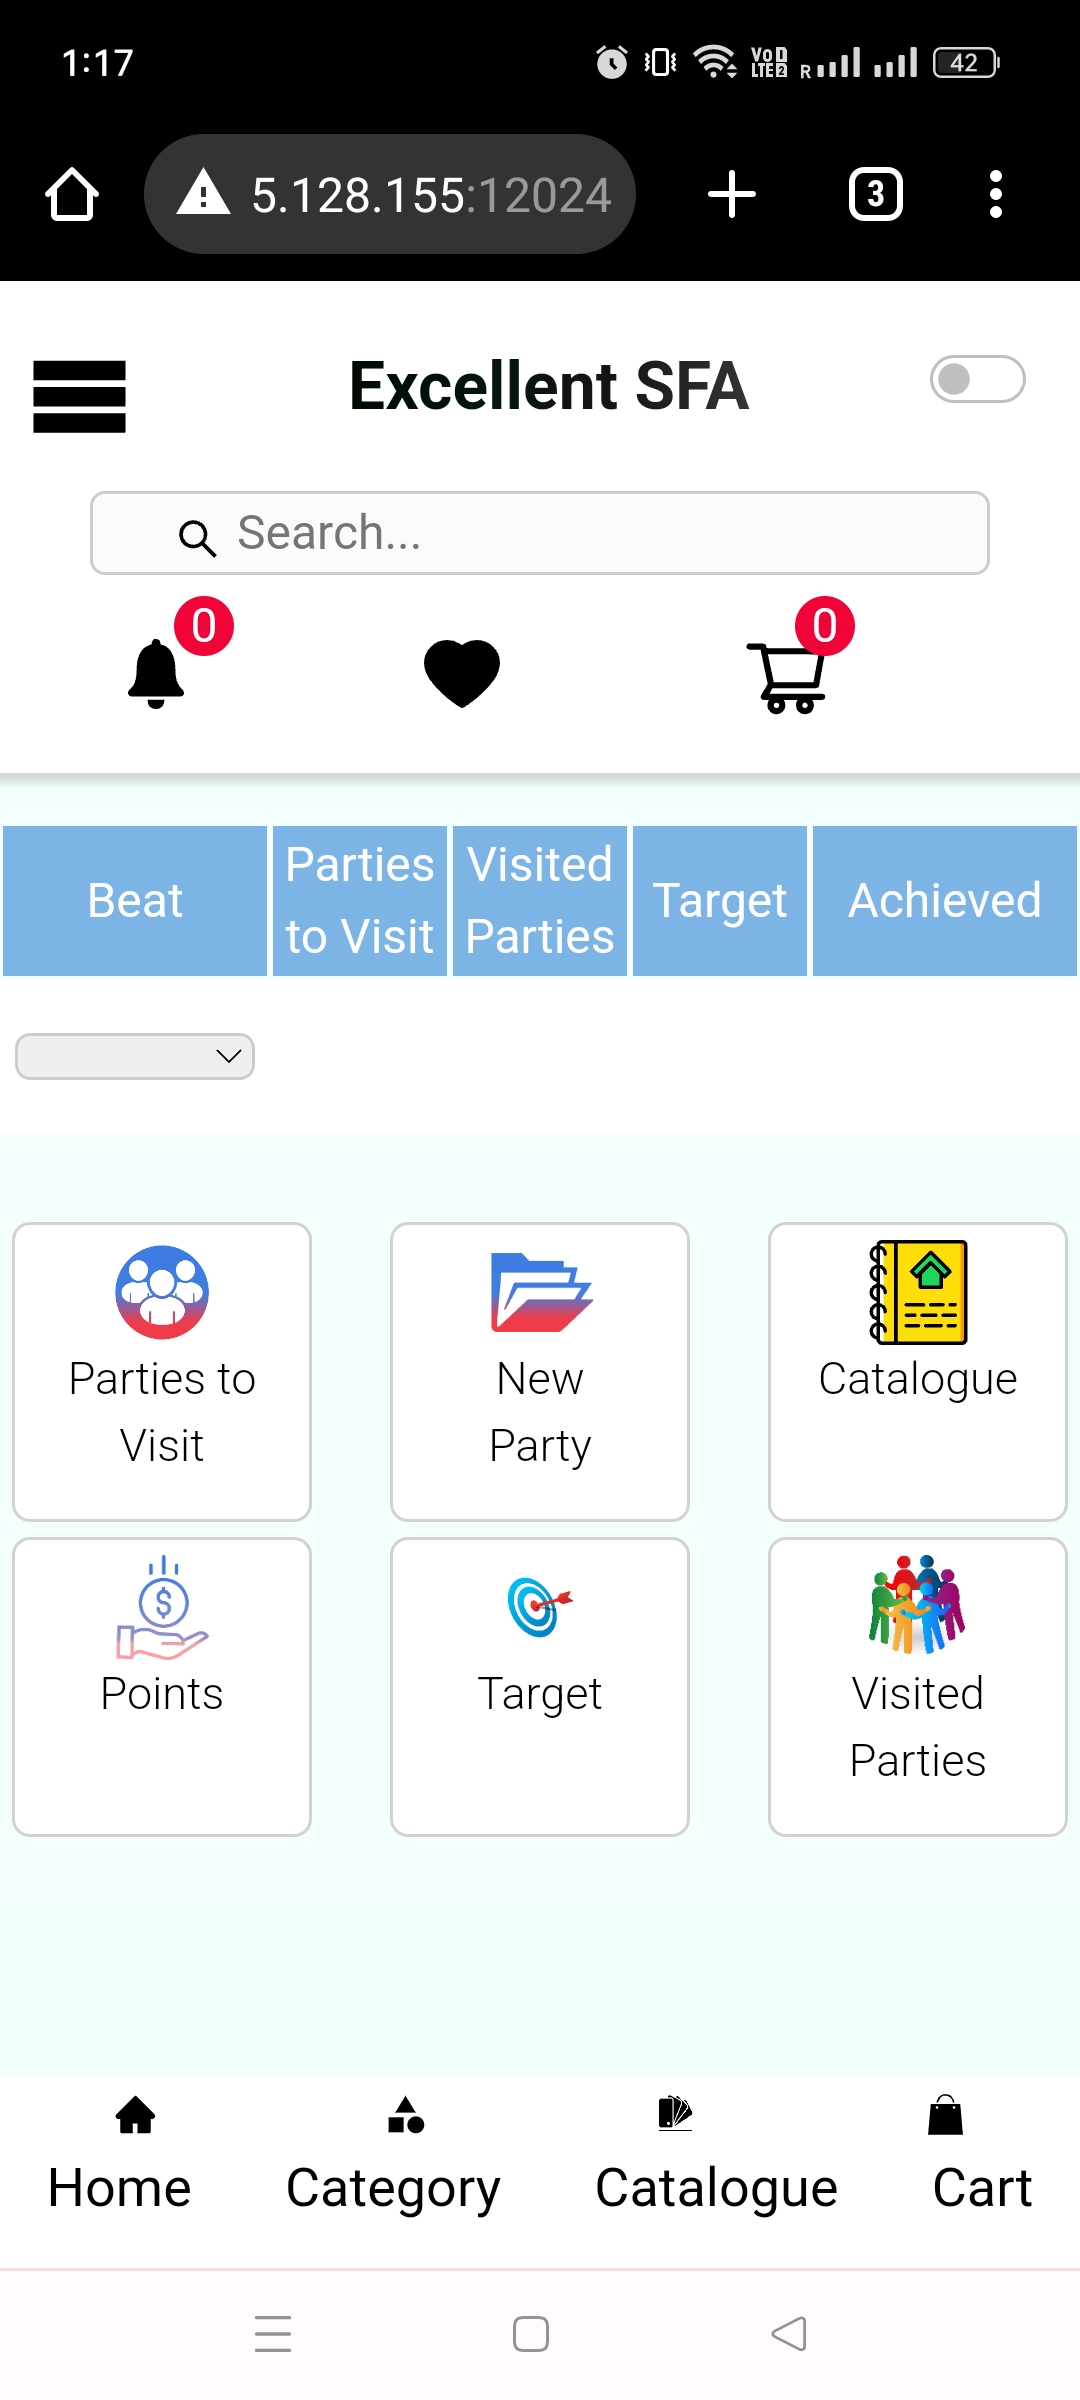 1:17
VoD LTE2 R 42
5.128.155:12024
3
Excellent SFA
Search...
0
0
Beat
Parties to Visit
Visited Parties
Target
Achieved
Parties to
Visit
New
Party
Catalogue
$
Points
Target
Visited
Parties
Home
Category
Catalogue
Cart